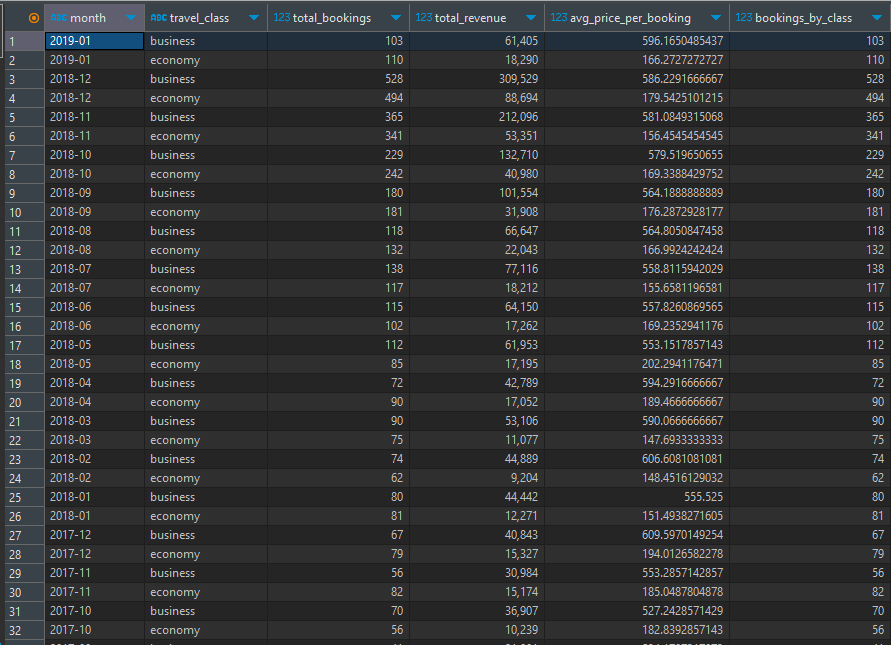 ABC month ABC travel_class 123 total_bookings 123 total_revenue 123 avg_price_per_booking 123 bookings_by_class
1 2019-01 business 103 61,405 596.1650485437 103
2 2019-01 economy 110 18,290 166.2727272727 110
3 2018-12 business 528 309,529 586.2291666667 528
4 2018-12 economy 494 88,694 179.5425101215 494
5 2018-11 business 365 212,096 581.0849315068 365
6 2018-11 economy 341 53,351 156.4545454545 341
7 2018-10 business 229 132,710 579.519650655 229
8 2018-10 economy 242 40,980 169.3388429752 242
9 2018-09 business 180 101,554 564.1888888889 180
10 2018-09 economy 181 31,908 176.2872928177 181
11 2018-08 business 118 66,647 564.8050847458 118
12 2018-08 economy 132 22,043 166.9924242424 132
13 2018-07 business 138 77,116 558.8115942029 138
14 2018-07 economy 117 18,212 155.6581196581 117
15 2018-06 business 115 64,150 557.8260869565 115
16 2018-06 economy 102 17,262 169.2352941176 102
17 2018-05 business 112 61,953 553.1517857143 112
18 2018-05 economy 85 17,195 202.2941176471 85
19 2018-04 business 72 42,789 594.2916666667 72
20 2018-04 economy 90 17,052 189.4666666667 90
21 2018-03 business 90 53,106 590.0666666667 90
22 2018-03 economy 75 11,077 147.6933333333 75
23 2018-02 business 74 44,889 606.6081081081 74
24 2018-02 economy 62 9,204 148.4516129032 62
25 2018-01 business 80 44,442 555.525 80
26 2018-01 economy 81 12,271 151.4938271605 81
27 2017-12 business 67 40,843 609.5970149254 67
28 2017-12 economy 79 15,327 194.0126582278 79
29 2017-11 business 56 30,984 553.2857142857 56
30 2017-11 economy 82 15,174 185.0487804878 82
31 2017-10 business 70 36,907 527.2428571429 70
32 2017-10 economy 56 10,239 182.8392857143 56